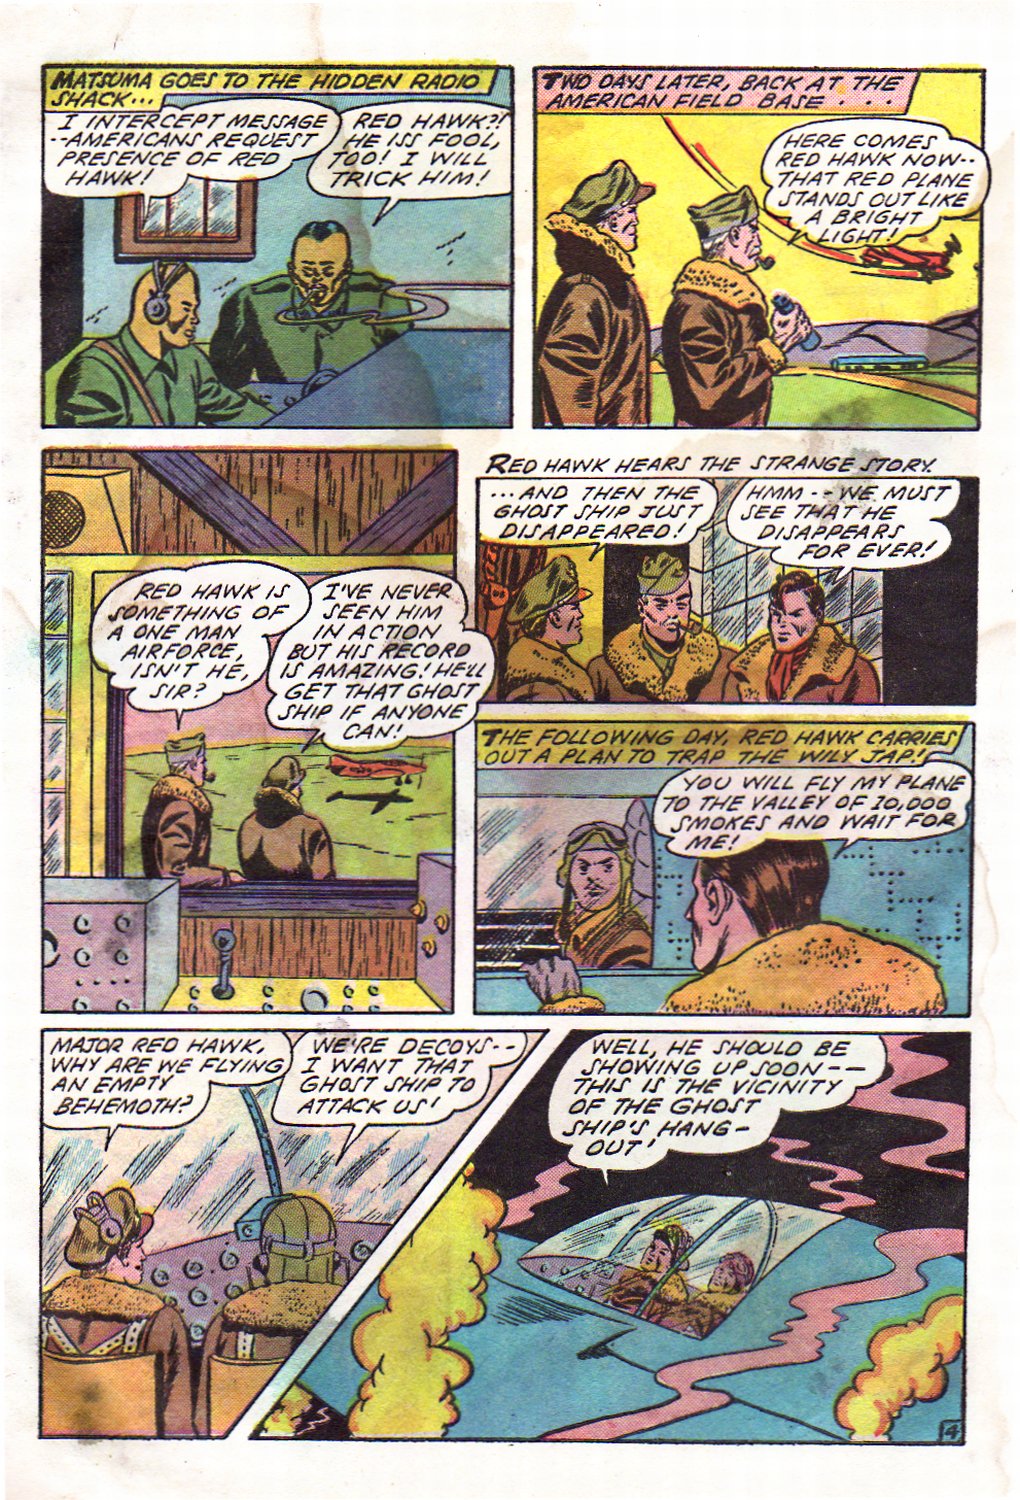 MATSUMA GOES TO THE HIDDEN RADIO
SHACK...
I INTERCEPT MESSAGE
--AMERICANS REQUEST
PRESENCE OF RED
HAWK!
RED HAWK?!
HE ISS FOOL,
TOO! I WILL
TRICK HIM!
TWO DAYS LATER, BACK AT THE
AMERICAN FIELD BASE . . .
HERE COMES
RED HAWK NOW--
THAT RED PLANE
STANDS OUT LIKE
A BRIGHT
LIGHT!
RED HAWK IS
SOMETHING OF
A ONE MAN
AIRFORCE,
ISN'T HE,
SIR?
I'VE NEVER
SEEN HIM
IN ACTION
BUT HIS RECORD
IS AMAZING! HE'LL
GET THAT GHOST
SHIP IF ANYONE
CAN!
RED HAWK HEARS THE STRANGE STORY.
...AND THEN THE
GHOST SHIP JUST
DISAPPEARED!
HMM -- WE MUST
SEE THAT HE
DISAPPEARS
FOR EVER!
THE FOLLOWING DAY, RED HAWK CARRIES
OUT A PLAN TO TRAP THE WILY JAP!
YOU WILL FLY MY PLANE
TO THE VALLEY OF 10,000
SMOKES AND WAIT FOR
ME!
MAJOR RED HAWK,
WHY ARE WE FLYING
AN EMPTY
BEHEMOTH?
WE'RE DECOYS--
I WANT THAT
GHOST SHIP TO
ATTACK US!
WELL, HE SHOULD BE
SHOWING UP SOON--
THIS IS THE VICINITY
OF THE GHOST
SHIP'S HANG-
OUT!
4